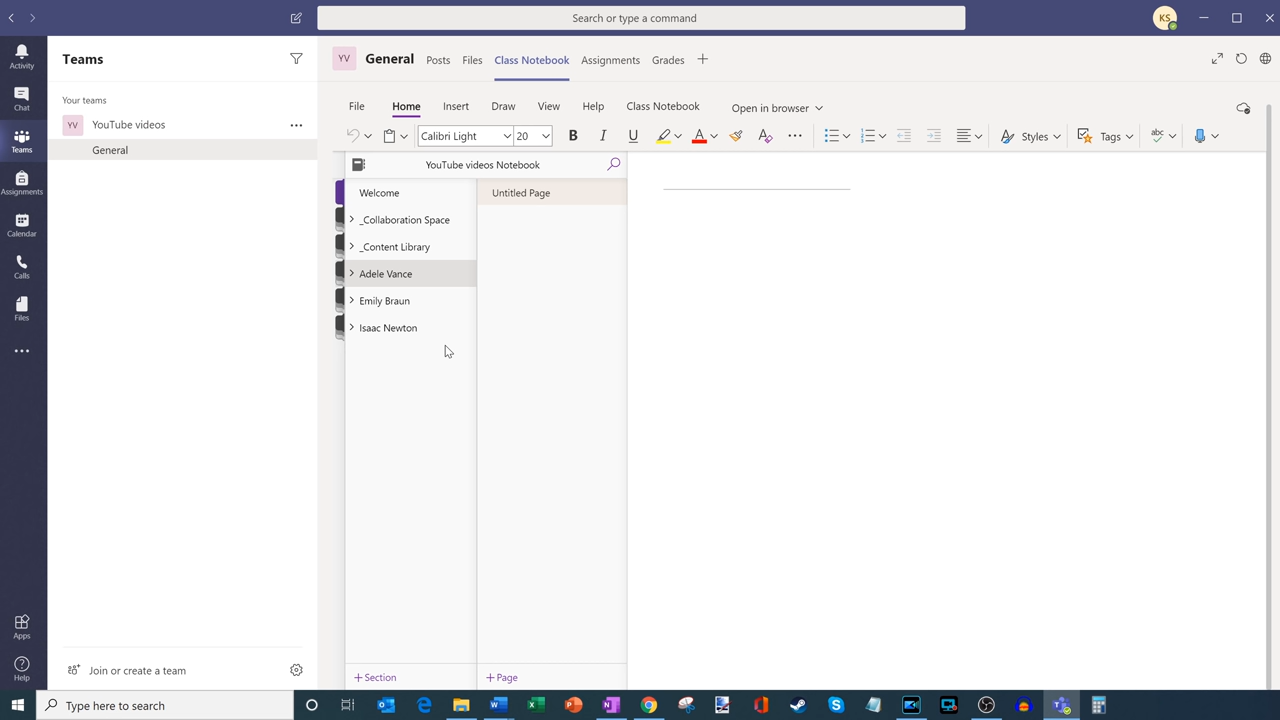 Search or type a command
KS
Activity
Chat
Teams
Assignments
Calendar
Calls
Files
Apps
Help
Teams
Your teams
YV YouTube videos
General
Join or create a team
YV General Posts Files Class Notebook Assignments Grades
File Home Insert Draw View Help Class Notebook Open in browser
Calibri Light 20 B I U A A Styles Tags abc
YouTube videos Notebook
Welcome
_Collaboration Space
_Content Library
Adele Vance
Emily Braun
Isaac Newton
+ Section
Untitled Page
+ Page
Type here to search